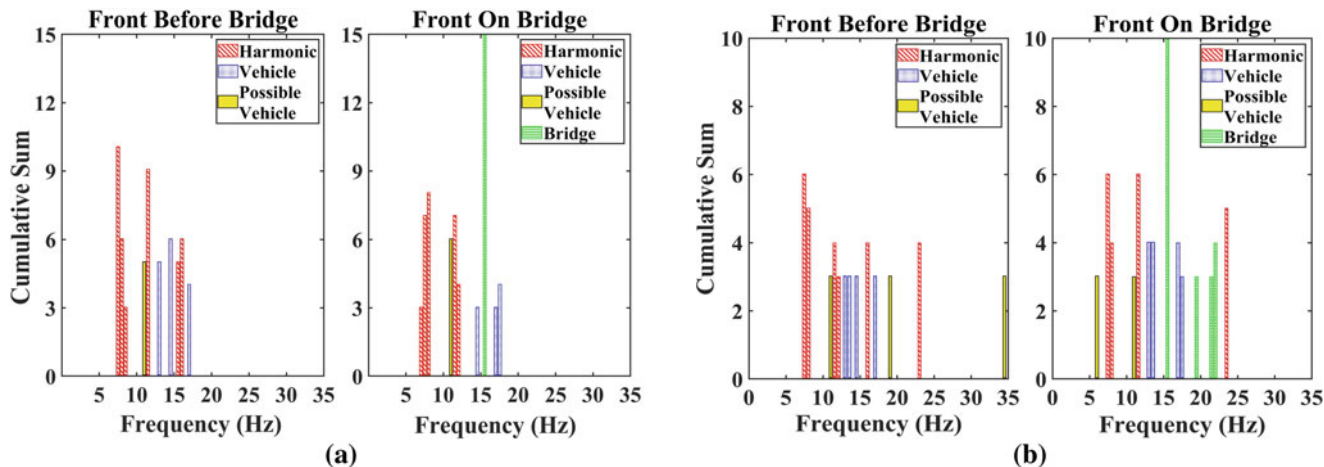 Front Before Bridge
15
12
9
6
3
0
Cumulative Sum
5 10 15 20 25 30 35
Frequency (Hz)
Harmonic
Vehicle
Possible
Vehicle
Front On Bridge
15
12
9
6
3
0
5 10 15 20 25 30 35
Frequency (Hz)
Harmonic
Vehicle
Possible
Vehicle
Bridge
(a)
Front Before Bridge
10
8
6
4
2
0
Cumulative Sum
5 10 15 20 25 30 35
Frequency (Hz)
Harmonic
Vehicle
Possible
Vehicle
Front On Bridge
10
8
6
4
2
0
5 10 15 20 25 30 35
Frequency (Hz)
Harmonic
Vehicle
Possible
Vehicle
Bridge
(b)